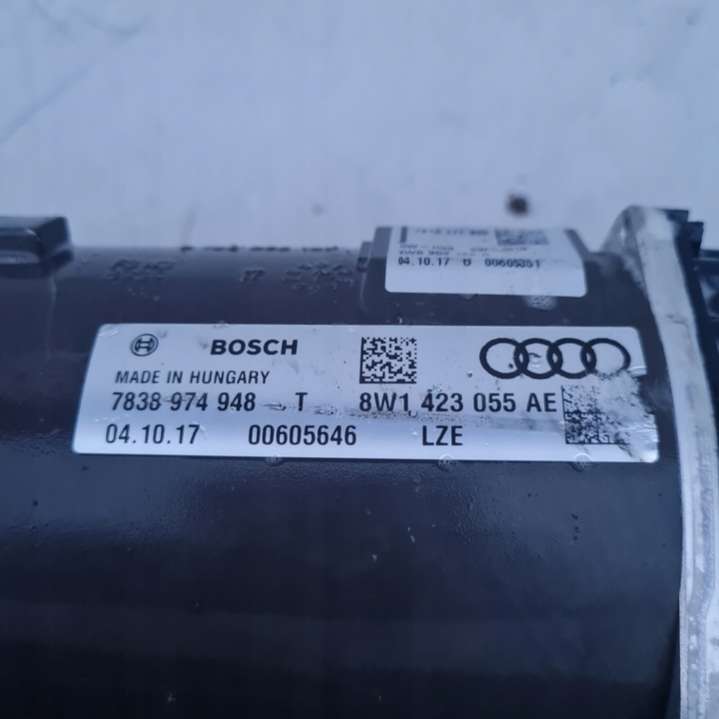 04.10.17 B 00605351
BOSCH
MADE IN HUNGARY
7838 974 948 T 8W1 423 055 AE
04.10.17 00605646 LZE